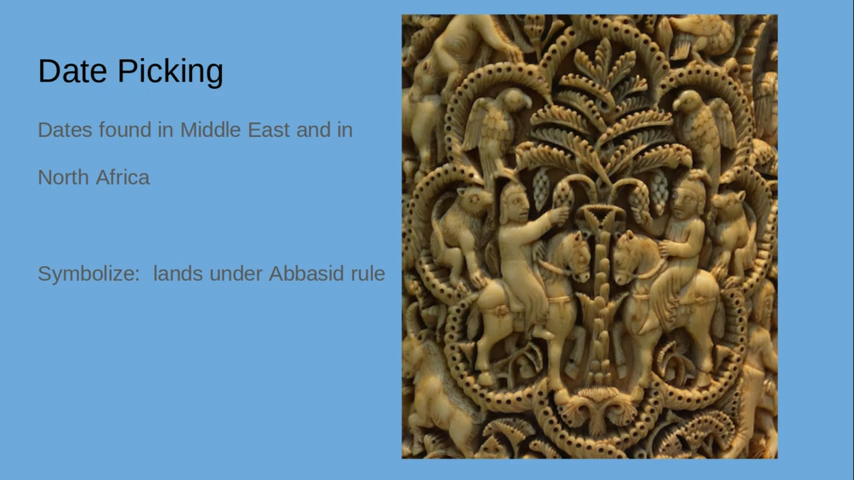 Date Picking
Dates found in Middle East and in
North Africa
Symbolize:  lands under Abbasid rule